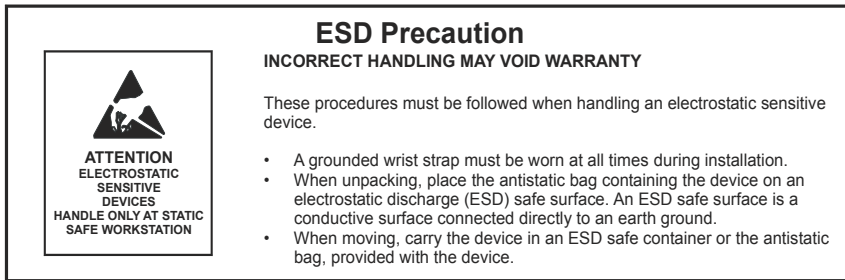 ESD Precaution
INCORRECT HANDLING MAY VOID WARRANTY
These procedures must be followed when handling an electrostatic sensitive
device.
• A grounded wrist strap must be worn at all times during installation.
• When unpacking, place the antistatic bag containing the device on an
electrostatic discharge (ESD) safe surface. An ESD safe surface is a
conductive surface connected directly to an earth ground.
• When moving, carry the device in an ESD safe container or the antistatic
bag, provided with the device.
ATTENTION
ELECTROSTATIC
SENSITIVE
DEVICES
HANDLE ONLY AT STATIC
SAFE WORKSTATION